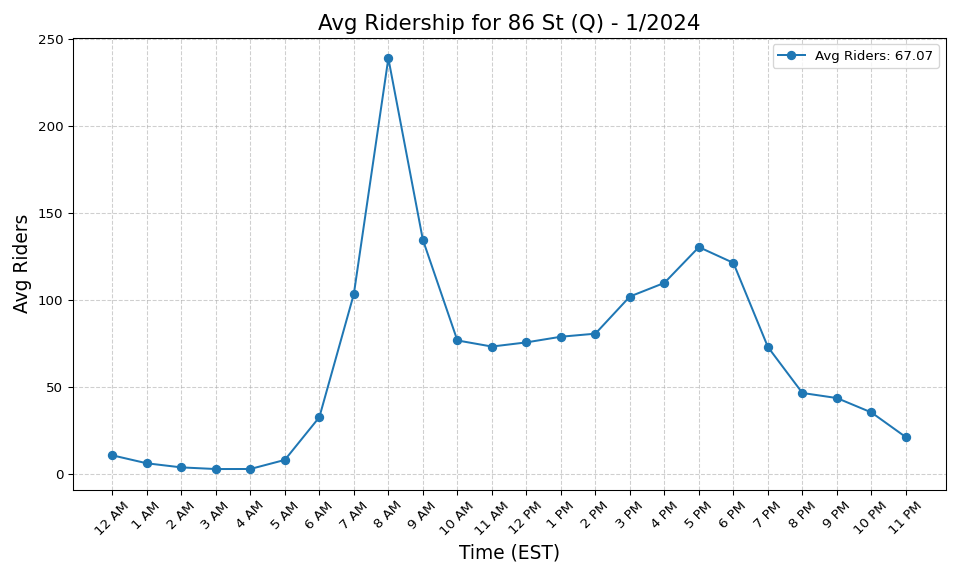 Avg Ridership for 86 St (Q) - 1/2024
Avg Riders: 67.07
Avg Riders
250
200
150
100
50
0
12 AM
1 AM
2 AM
3 AM
4 AM
5 AM
6 AM
7 AM
8 AM
9 AM
10 AM
11 AM
12 PM
1 PM
2 PM
3 PM
4 PM
5 PM
6 PM
7 PM
8 PM
9 PM
10 PM
11 PM
Time (EST)